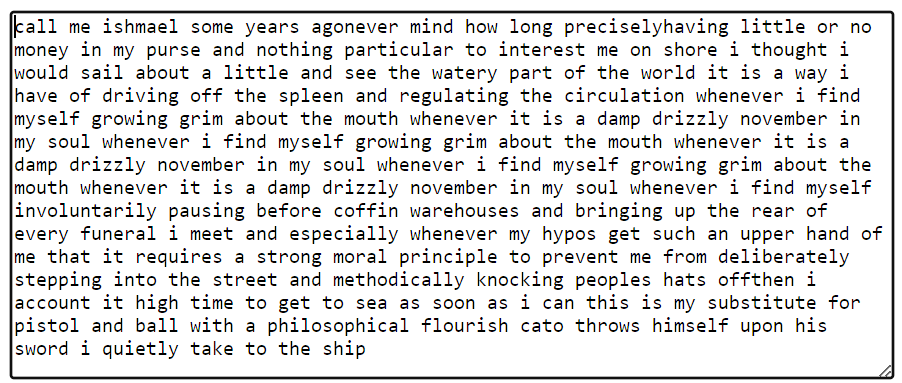 call me ishmael some years agonever mind how long preciselyhaving little or no
money in my purse and nothing particular to interest me on shore i thought i
would sail about a little and see the watery part of the world it is a way i
have of driving off the spleen and regulating the circulation whenever i find
myself growing grim about the mouth whenever it is a damp drizzly november in
my soul whenever i find myself growing grim about the mouth whenever it is a
damp drizzly november in my soul whenever i find myself growing grim about the
mouth whenever it is a damp drizzly november in my soul whenever i find myself
involuntarily pausing before coffin warehouses and bringing up the rear of
every funeral i meet and especially whenever my hypos get such an upper hand of
me that it requires a strong moral principle to prevent me from deliberately
stepping into the street and methodically knocking peoples hats offthen i
account it high time to get to sea as soon as i can this is my substitute for
pistol and ball with a philosophical flourish cato throws himself upon his
sword i quietly take to the ship